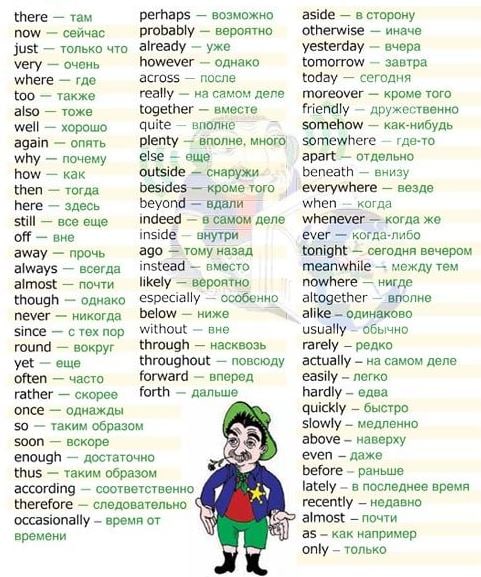 there — там
now — сейчас
just — только что
very — очень
where — где
too — также
also — тоже
well — хорошо
again — опять
why — почему
how — как
then — тогда
here — здесь
still — все еще
off — вне
away — прочь
always — всегда
almost — почти
though — однако
never — никогда
since — с тех пор
round — вокруг
yet — еще
often — часто
rather — скорее
once — однажды
so — таким образом
soon — вскоре
enough — достаточно
thus — таким образом
according — соответственно
therefore — следовательно
occasionally — время от
времени
perhaps — возможно
probably — вероятно
already — уже
however — однако
across — после
really — на самом деле
together — вместе
quite — вполне
plenty — вполне, много
else — еще
outside — снаружи
besides — кроме того
beyond — вдали
indeed — в самом деле
inside — внутри
ago — тому назад
instead — вместо
likely — вероятно
especially — особенно
below — ниже
without — вне
through — насквозь
throughout — повсюду
forward — вперед
forth — дальше
aside — в сторону
otherwise — иначе
yesterday — вчера
tomorrow — завтра
today — сегодня
moreover — кроме того
friendly — дружественно
somehow — как-нибудь
somewhere — где-то
apart — отдельно
beneath — внизу
everywhere — везде
when — когда
whenever — когда же
ever — когда-либо
tonight — сегодня вечером
meanwhile — между тем
nowhere — нигде
altogether — вполне
alike — одинаково
usually — обычно
rarely — редко
actually — на самом деле
easily — легко
hardly — едва
quickly — быстро
slowly — медленно
above — наверху
even — даже
before — раньше
lately — в последнее время
recently — недавно
almost — почти
as — как например
only — только